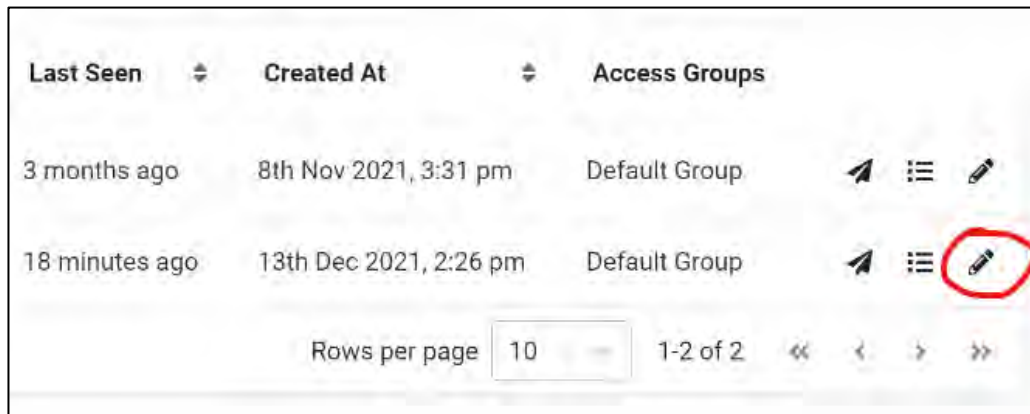 Last Seen Created At Access Groups
3 months ago 8th Nov 2021, 3:31 pm Default Group
18 minutes ago 13th Dec 2021, 2:26 pm Default Group
Rows per page 10 1-2 of 2